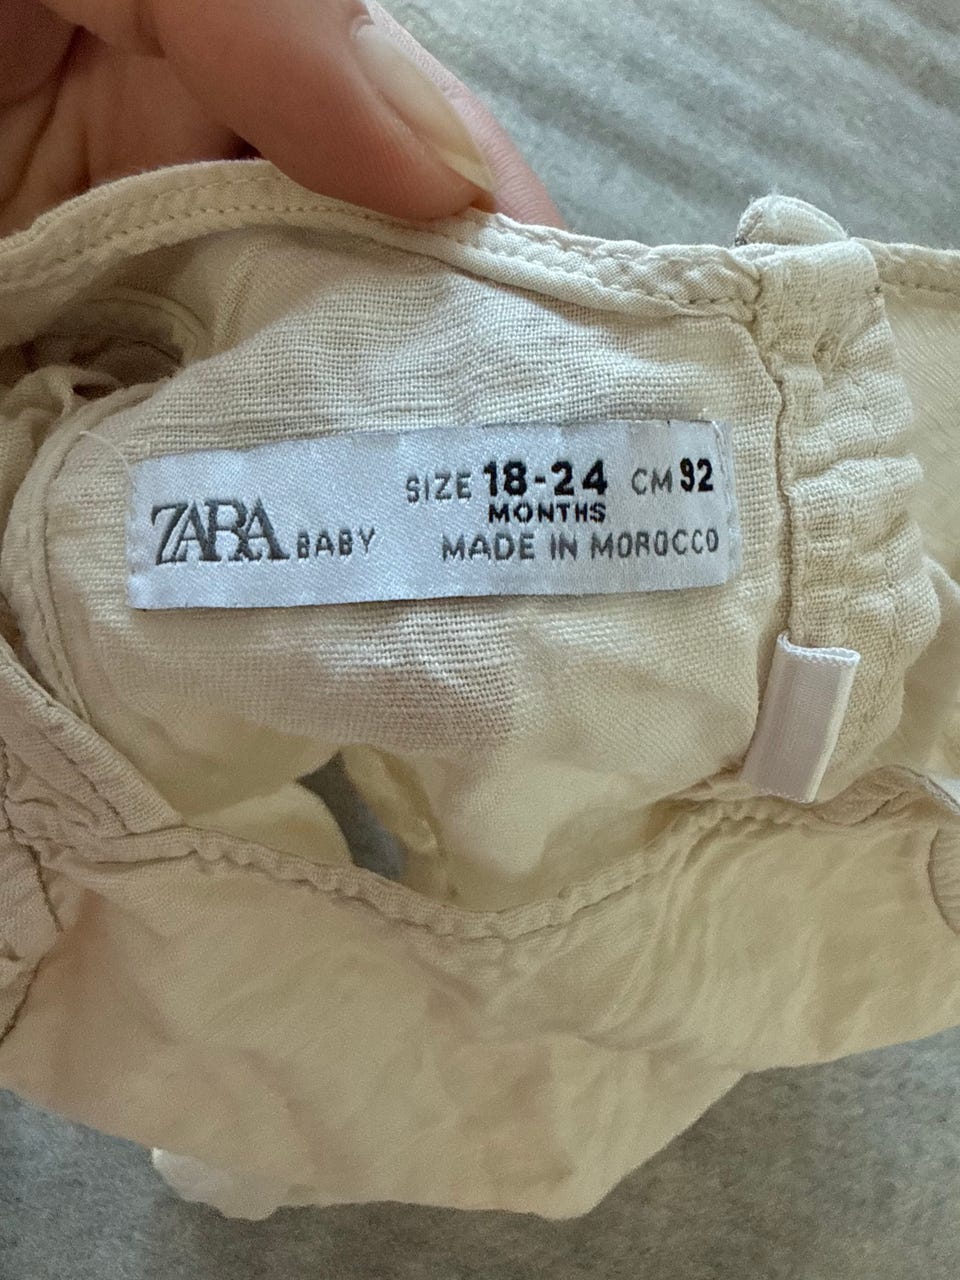 ZARA BABY
SIZE 18-24 CM 92
MONTHS
MADE IN MOROCCO